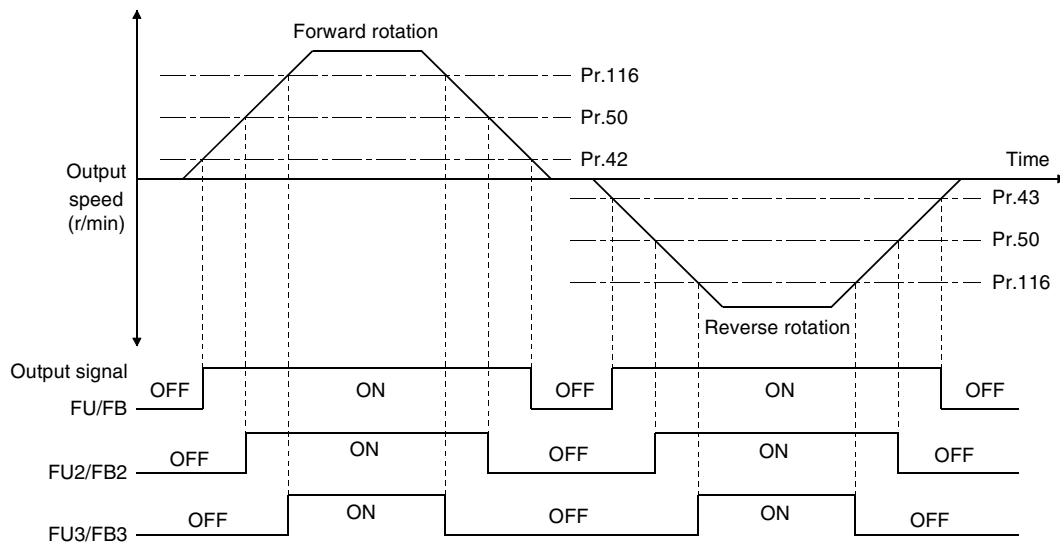 Forward rotation
Pr.116
Pr.50
Pr.42
Output
speed
(r/min)
Time
Pr.43
Pr.50
Pr.116
Reverse rotation
Output signal
FU/FB
OFF
ON
OFF
ON
OFF
FU2/FB2
OFF
ON
OFF
ON
OFF
FU3/FB3
OFF
ON
OFF
ON
OFF